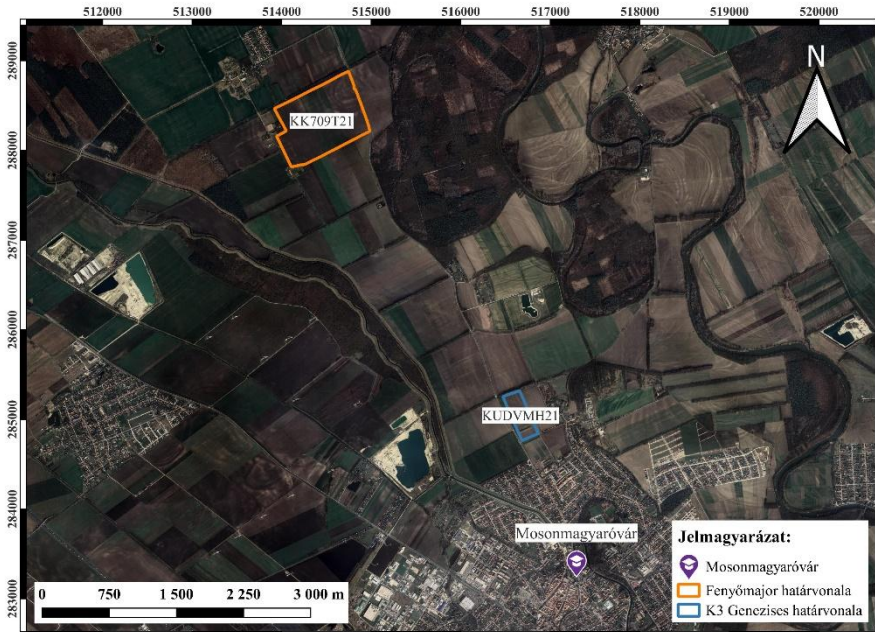 512000 513000 514000 515000 516000 517000 518000 519000 520000
289000
288000
287000
286000
285000
284000
283000
N
KK709T21
KUDVMH21
Mosonmagyaróvár
Jelmagyarázat:
Mosonmagyaróvár
Fenyőmajor határvonala
K3 Genezises határvonala
0 750 1 500 2 250 3 000 m